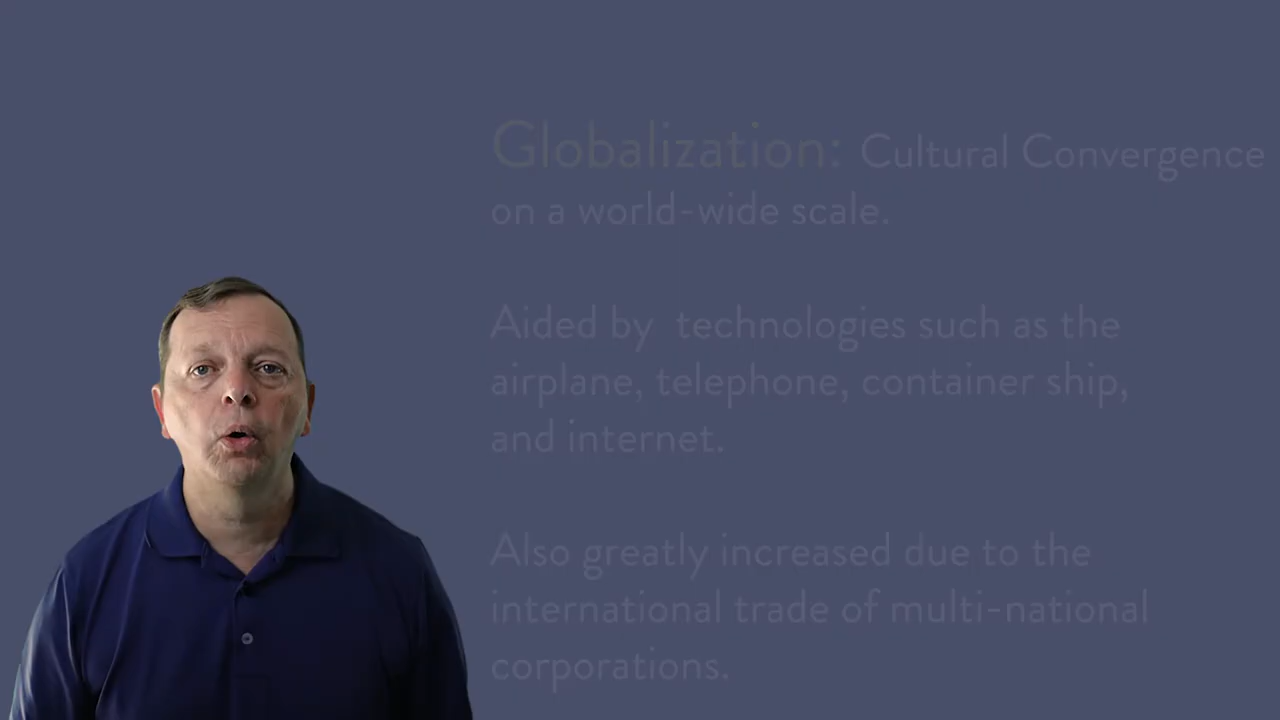 Globalization: Cultural Convergence
on a world-wide scale.
Aided by technologies such as the
airplane, telephone, container ship,
and internet.
Also greatly increased due to the
international trade of multi-national
corporations.